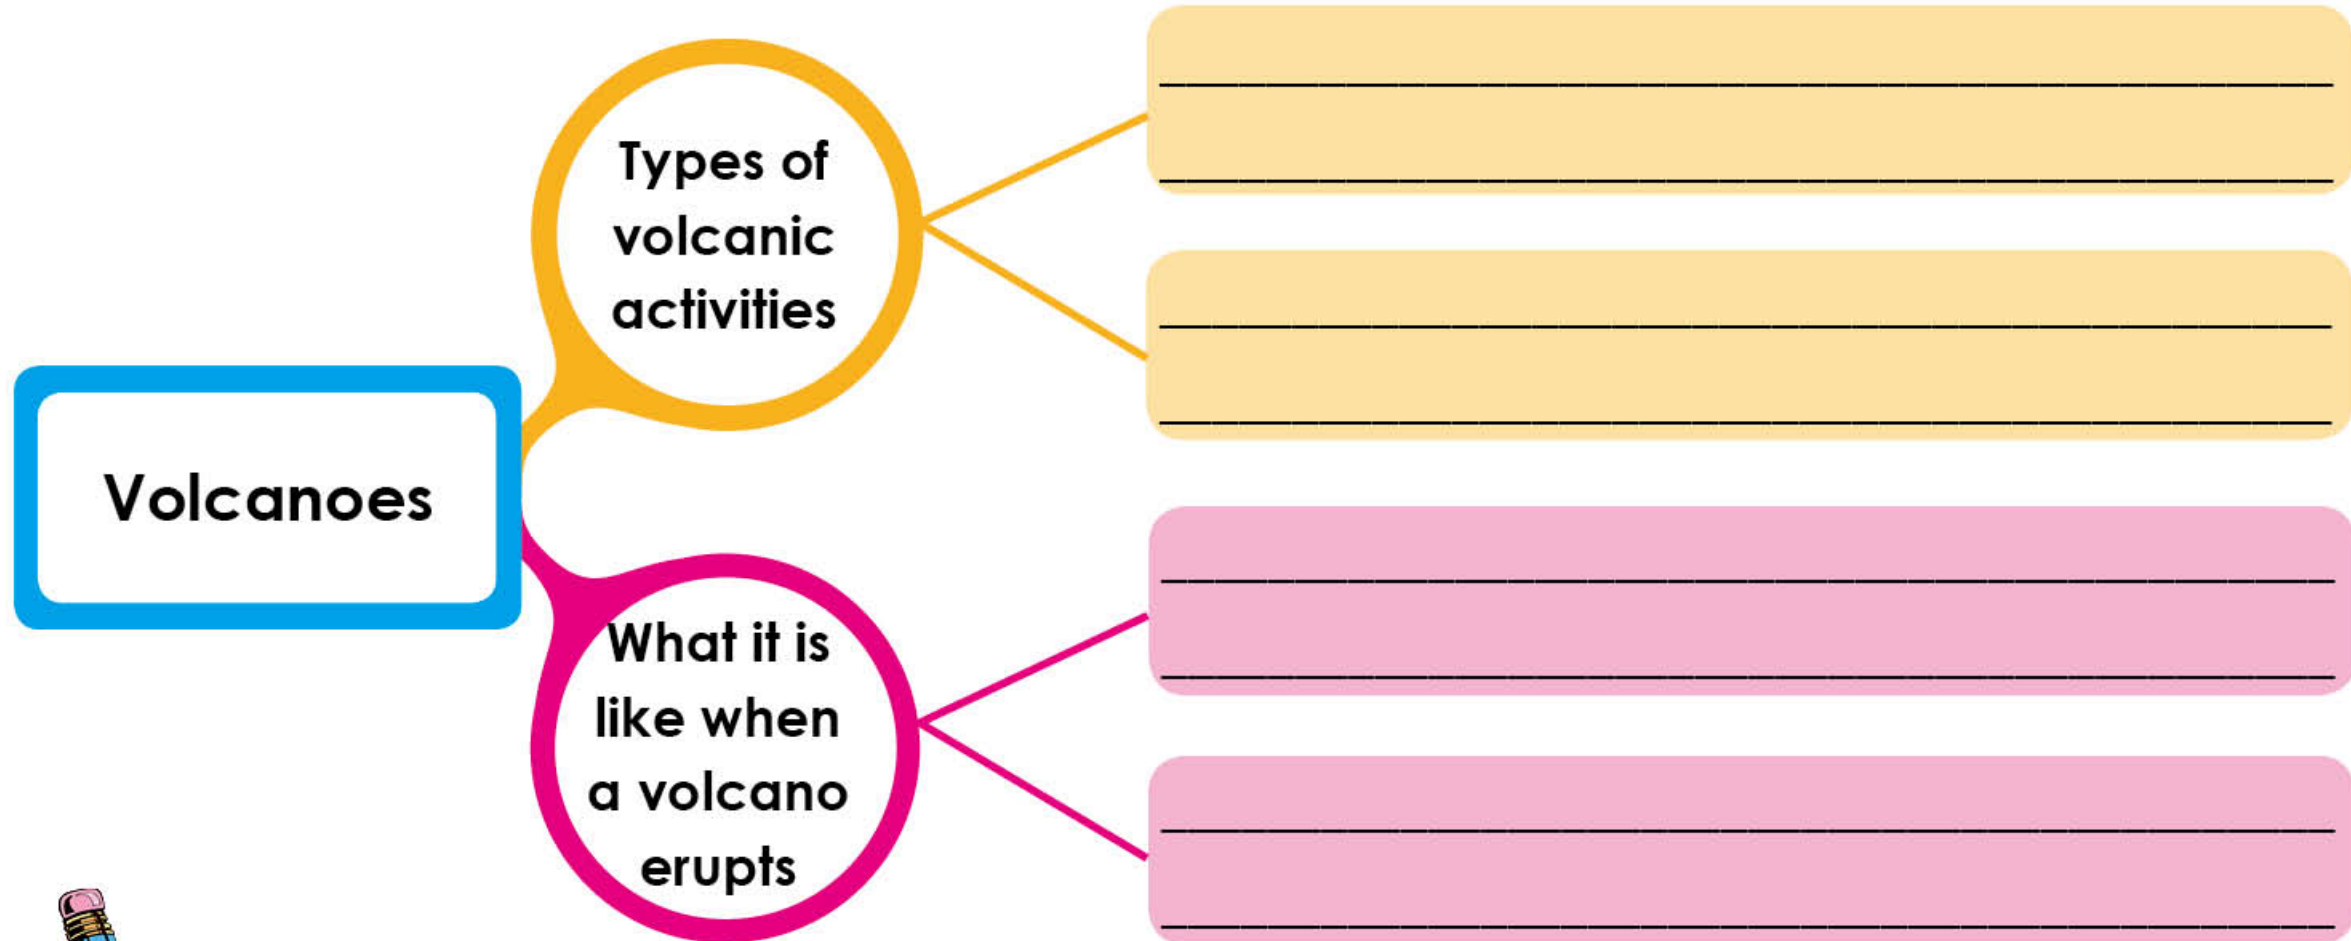 Types of
volcanic
activities
Volcanoes
What it is
like when
a volcano
erupts